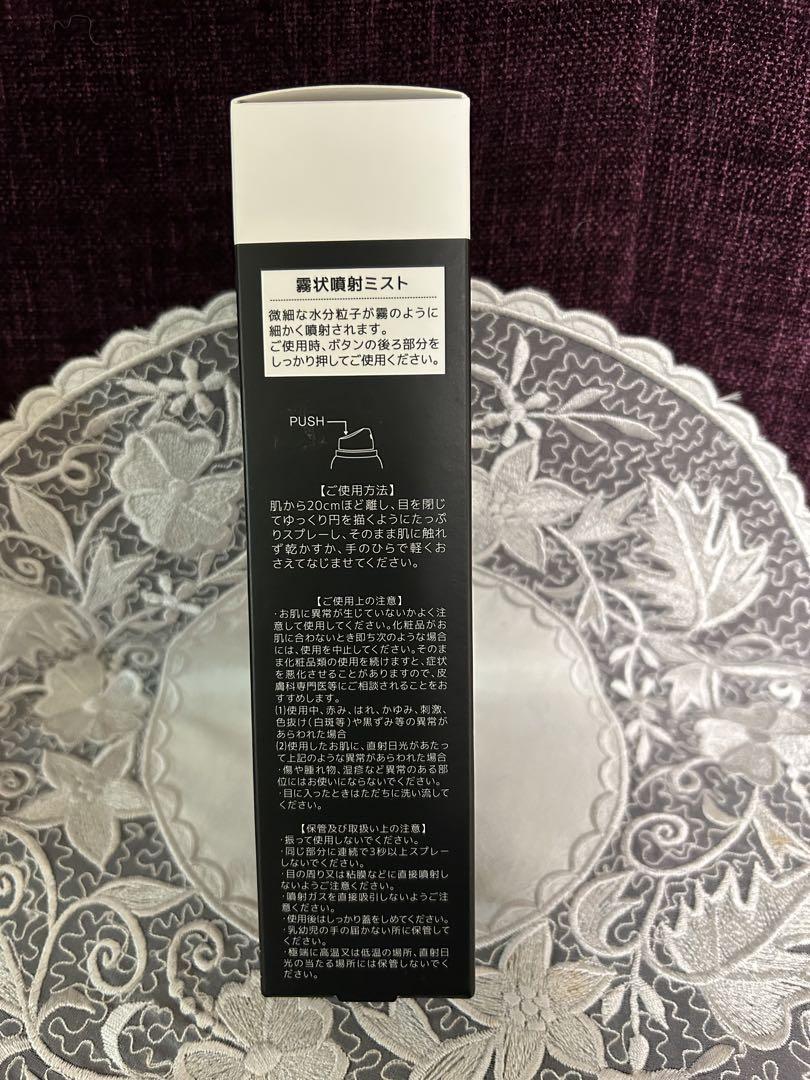 霧状噴射ミスト
微細な水分粒子が霧のように
細かく噴射されます。
ご使用時、ボタンの後ろ部分を
しっかり押してご使用ください。
PUSH
【ご使用方法】
肌から20cmほど離し、目を閉じ
てゆっくり円を描くようにたっぷ
りスプレーし、そのまま肌に触れ
ず乾かすか、手のひらで軽くお
さえてなじませてください。
【ご使用上の注意】
・お肌に異常が生じていないかよく注
意して使用してください。化粧品がお
肌に合わないとき即ち次のような場合
には、使用を中止してください。そのま
ま化粧品類の使用を続けますと、症状
を悪化させることがありますので、皮
膚科専門医等にご相談されることをお
すすめします。
(1)使用中、赤み、はれ、かゆみ、刺激、
色抜け(白斑等)や黒ずみ等の異常が
あらわれた場合
(2)使用したお肌に、直射日光があたっ
て上記のような異常があらわれた場合
・傷や腫れ物、湿疹など異常のある部
位にはお使いにならないでください。
・目に入ったときはただちに洗い流して
ください。
【保管及び取扱い上の注意】
・振って使用しないでください。
・同じ部分に連続で3秒以上スプレー
しないでください。
・目の周り又は粘膜などに直接噴射し
ないようご注意ください。
・噴射ガスを直接吸引しないようご注
意ください。
・使用後はしっかり蓋をしめてください。
・乳幼児の手の届かない所に保管して
ください。
・極端に高温又は低温の場所、直射日
光の当たる場所には保管しないでく
ださい。